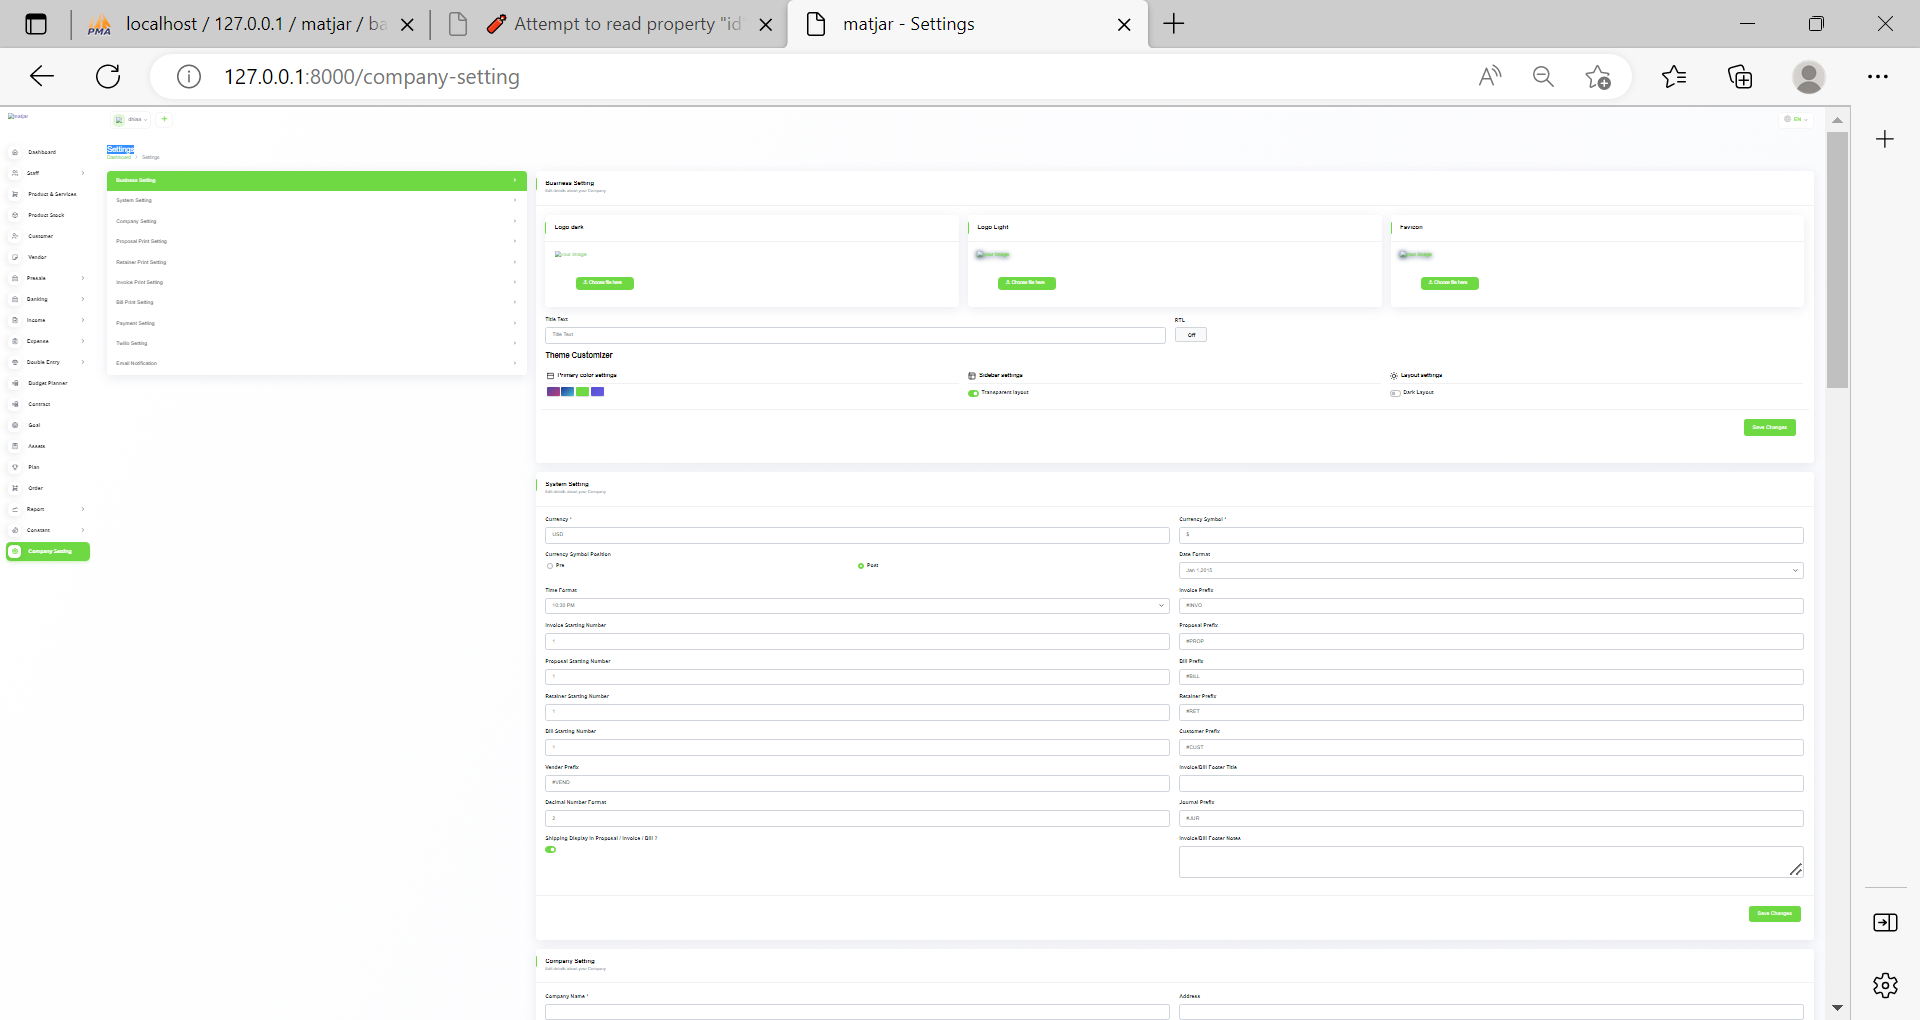 localhost / 127.0.0.1 / matjar / ba
Attempt to read property "id"
matjar - Settings
127.0.0.1:8000/company-setting
matjar
dhiaa
EN
Settings
Dashboard > Settings
Dashboard
Staff
Product & Services
Product Stock
Customer
Vendor
Presale
Banking
Income
Expense
Double Entry
Budget Planner
Contract
Goal
Assets
Plan
Order
Report
Constant
Company Setting
Business Setting
System Setting
Company Setting
Proposal Print Setting
Retainer Print Setting
Invoice Print Setting
Bill Print Setting
Payment Setting
Twilio Setting
Email Notification
Business Setting
Edit details about your Company
Logo dark
Logo Light
Favicon
your image
your image
your image
Choose file here
Choose file here
Choose file here
Title Text
RTL
Title Text
Off
Theme Customizer
Primary color settings
Sidebar settings
Layout settings
Transparent layout
Dark Layout
Save Changes
System Setting
Edit details about your Company
Currency *
Currency Symbol *
USD
$
Currency Symbol Position
Date Format
Pre
Post
Jan 1,2015
Time Format
Invoice Prefix
10:30 PM
#INVO
Invoice Starting Number
Proposal Prefix
1
#PROP
Proposal Starting Number
Bill Prefix
1
#BILL
Retainer Starting Number
Retainer Prefix
1
#RET
Bill Starting Number
Customer Prefix
1
#CUST
Vender Prefix
Invoice/Bill Footer Title
#VEND
Decimal Number Format
Journal Prefix
2
#JUR
Shipping Display in Proposal / Invoice / Bill ?
Invoice/Bill Footer Notes
Save Changes
Company Setting
Edit details about your Company
Company Name *
Address